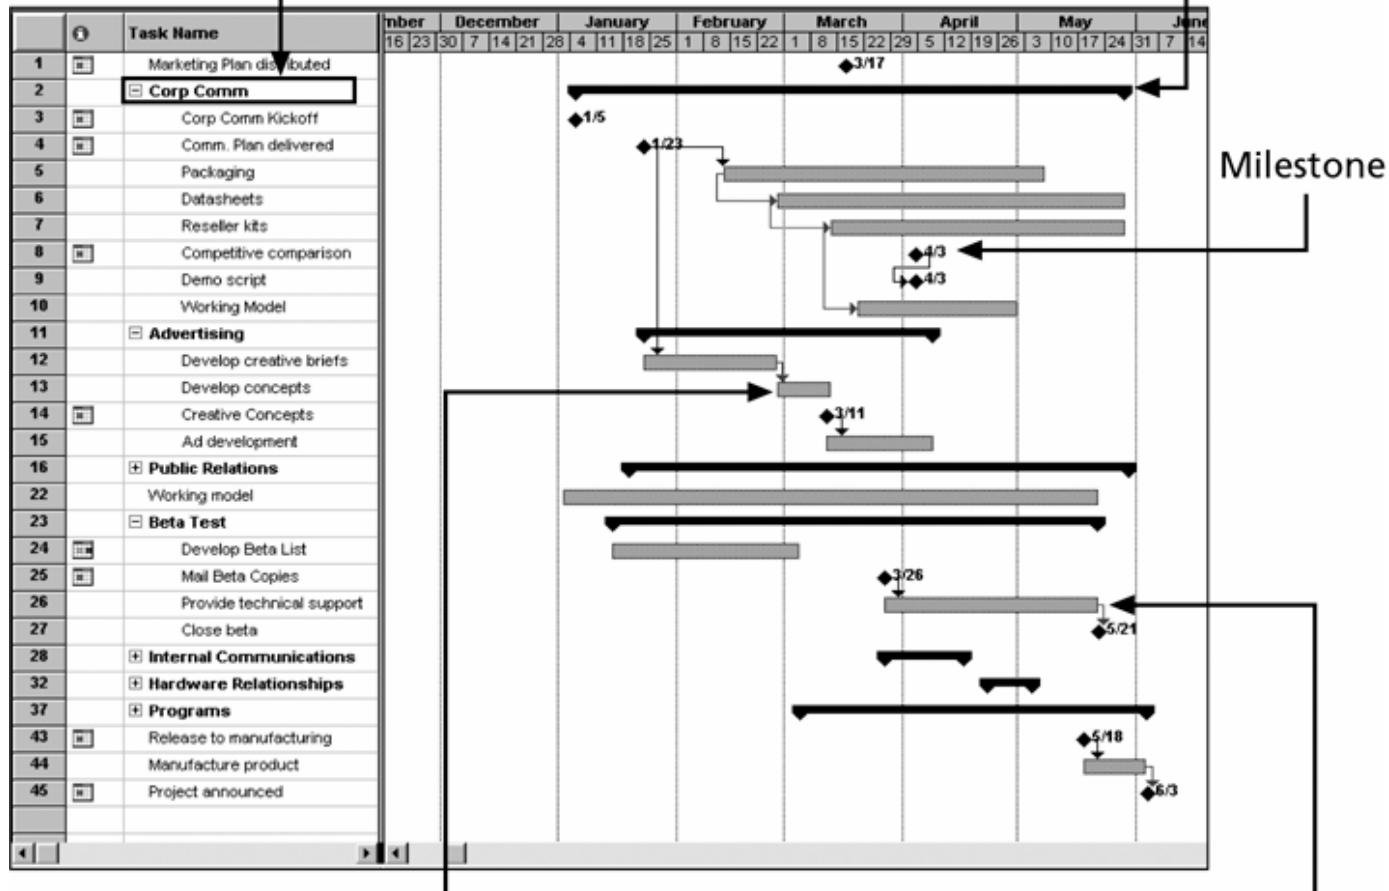 mber December January February March April May June
Task Name 16 23 30 7 14 21 28 4 11 18 25 1 8 15 22 1 8 15 22 29 5 12 19 26 3 10 17 24 31 7 14
1 Marketing Plan distributed 3/17
2 Corp Comm
3 Corp Comm Kickoff 1/5
4 Comm. Plan delivered 1/23
5 Packaging
Milestone
6 Datasheets
7 Reseller kits
8 Competitive comparison 4/3
9 Demo script 4/3
10 Working Model
11 Advertising
12 Develop creative briefs
13 Develop concepts
14 Creative Concepts 3/11
15 Ad development
16 Public Relations
22 Working model
23 Beta Test
24 Develop Beta List
25 Mail Beta Copies 3/26
26 Provide technical support
27 Close beta 5/21
28 Internal Communications
32 Hardware Relationships
37 Programs
43 Release to manufacturing 5/18
44 Manufacture product
45 Project announced 6/3